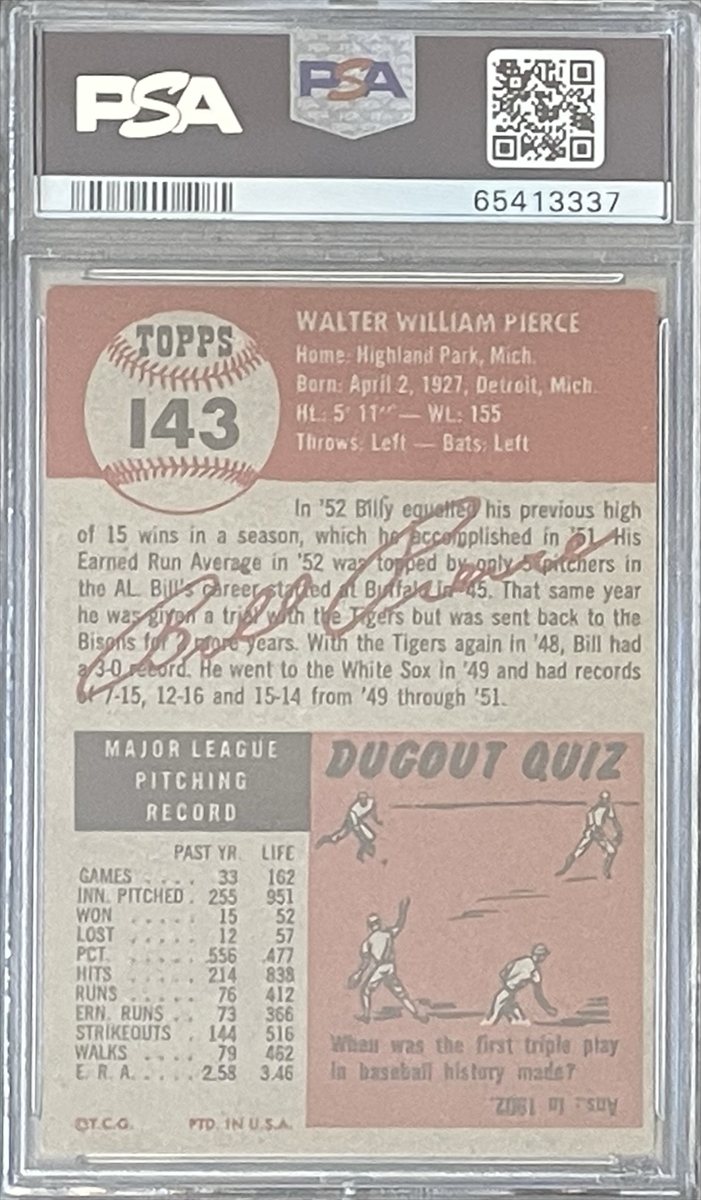 PSA
PSA
65413337
TOPPS
143
WALTER WILLIAM PIERCE
Home: Highland Park, Mich.
Born: April 2, 1927, Detroit, Mich.
Ht.: 5' 11" — Wt.: 155
Throws: Left — Bats: Left
In '52 Billy equelled his previous high
of 15 wins in a season, which he accomplished in '51. His
Earned Run Average in '52 was topped by only 5 pitchers in
the AL. Bill's career started at Buffalo in '45. That same year
he was given a trial with the Tigers but was sent back to the
Bisons for 2 more years. With the Tigers again in '48, Bill had
a 3-0 record. He went to the White Sox in '49 and had records
of 7-15, 12-16 and 15-14 from '49 through '51.
Bill Pierce
MAJOR LEAGUE
PITCHING
RECORD
PAST YR. LIFE
GAMES .... 33 162
INN. PITCHED . 255 951
WON ..... 15 52
LOST ..... 12 57
PCT. ..... .556 .477
HITS ..... 214 838
RUNS ..... 76 412
ERN. RUNS .. 73 366
STRIKEOUTS . 144 516
WALKS .... 79 462
E. R. A. ..... 2.58 3.46
©T.C.G. PTD. IN U.S.A.
DUGOUT QUIZ
When was the first triple play
in baseball history made?
Ans.: In 1902.